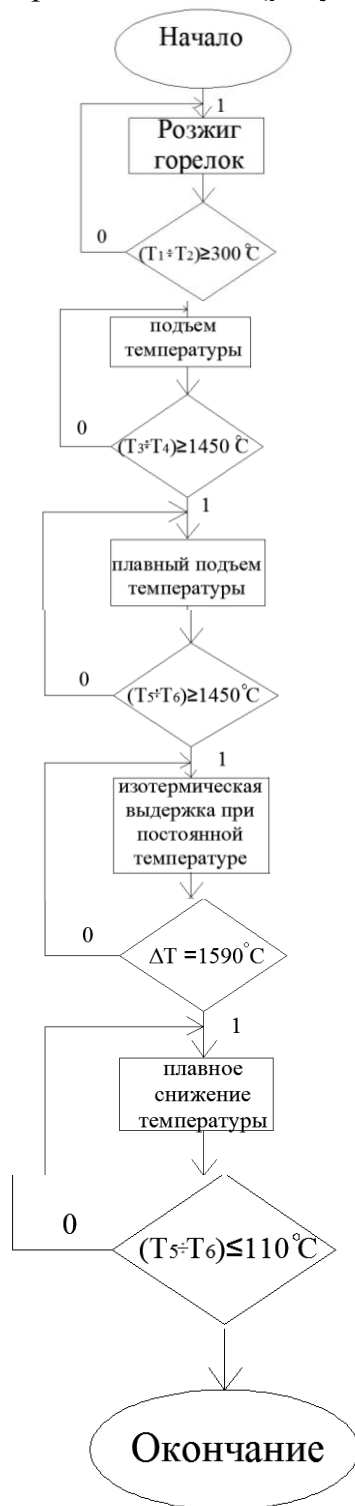 Начало
1
Розжиг
горелок
0
(T1÷T2)≥300 °C
подъем
температуры
0
(T3÷T4)≥1450 °C
1
плавный подъем
температуры
0
(T5÷T6)≥1450°C
1
изотермическая
выдержка при
постоянной
температуре
0
ΔT =1590°C
1
плавное
снижение
температуры
0
(T5÷T6)≤110°C
Окончание